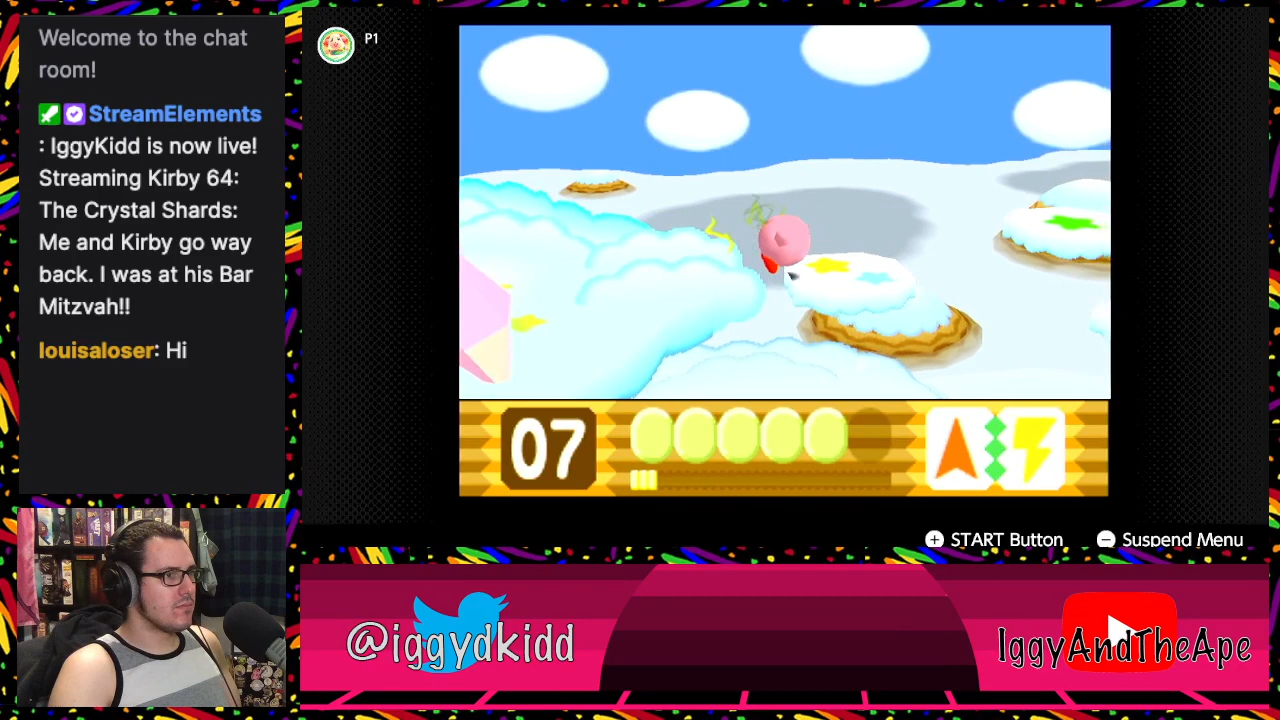 Welcome to the chat
room!
StreamElements
: IggyKidd is now live!
Streaming Kirby 64:
The Crystal Shards:
Me and Kirby go way
back. I was at his Bar
Mitzvah!!
louisaloser: Hi
P1
07
START Button
Suspend Menu
@iggydkidd
IggyAndTheApe